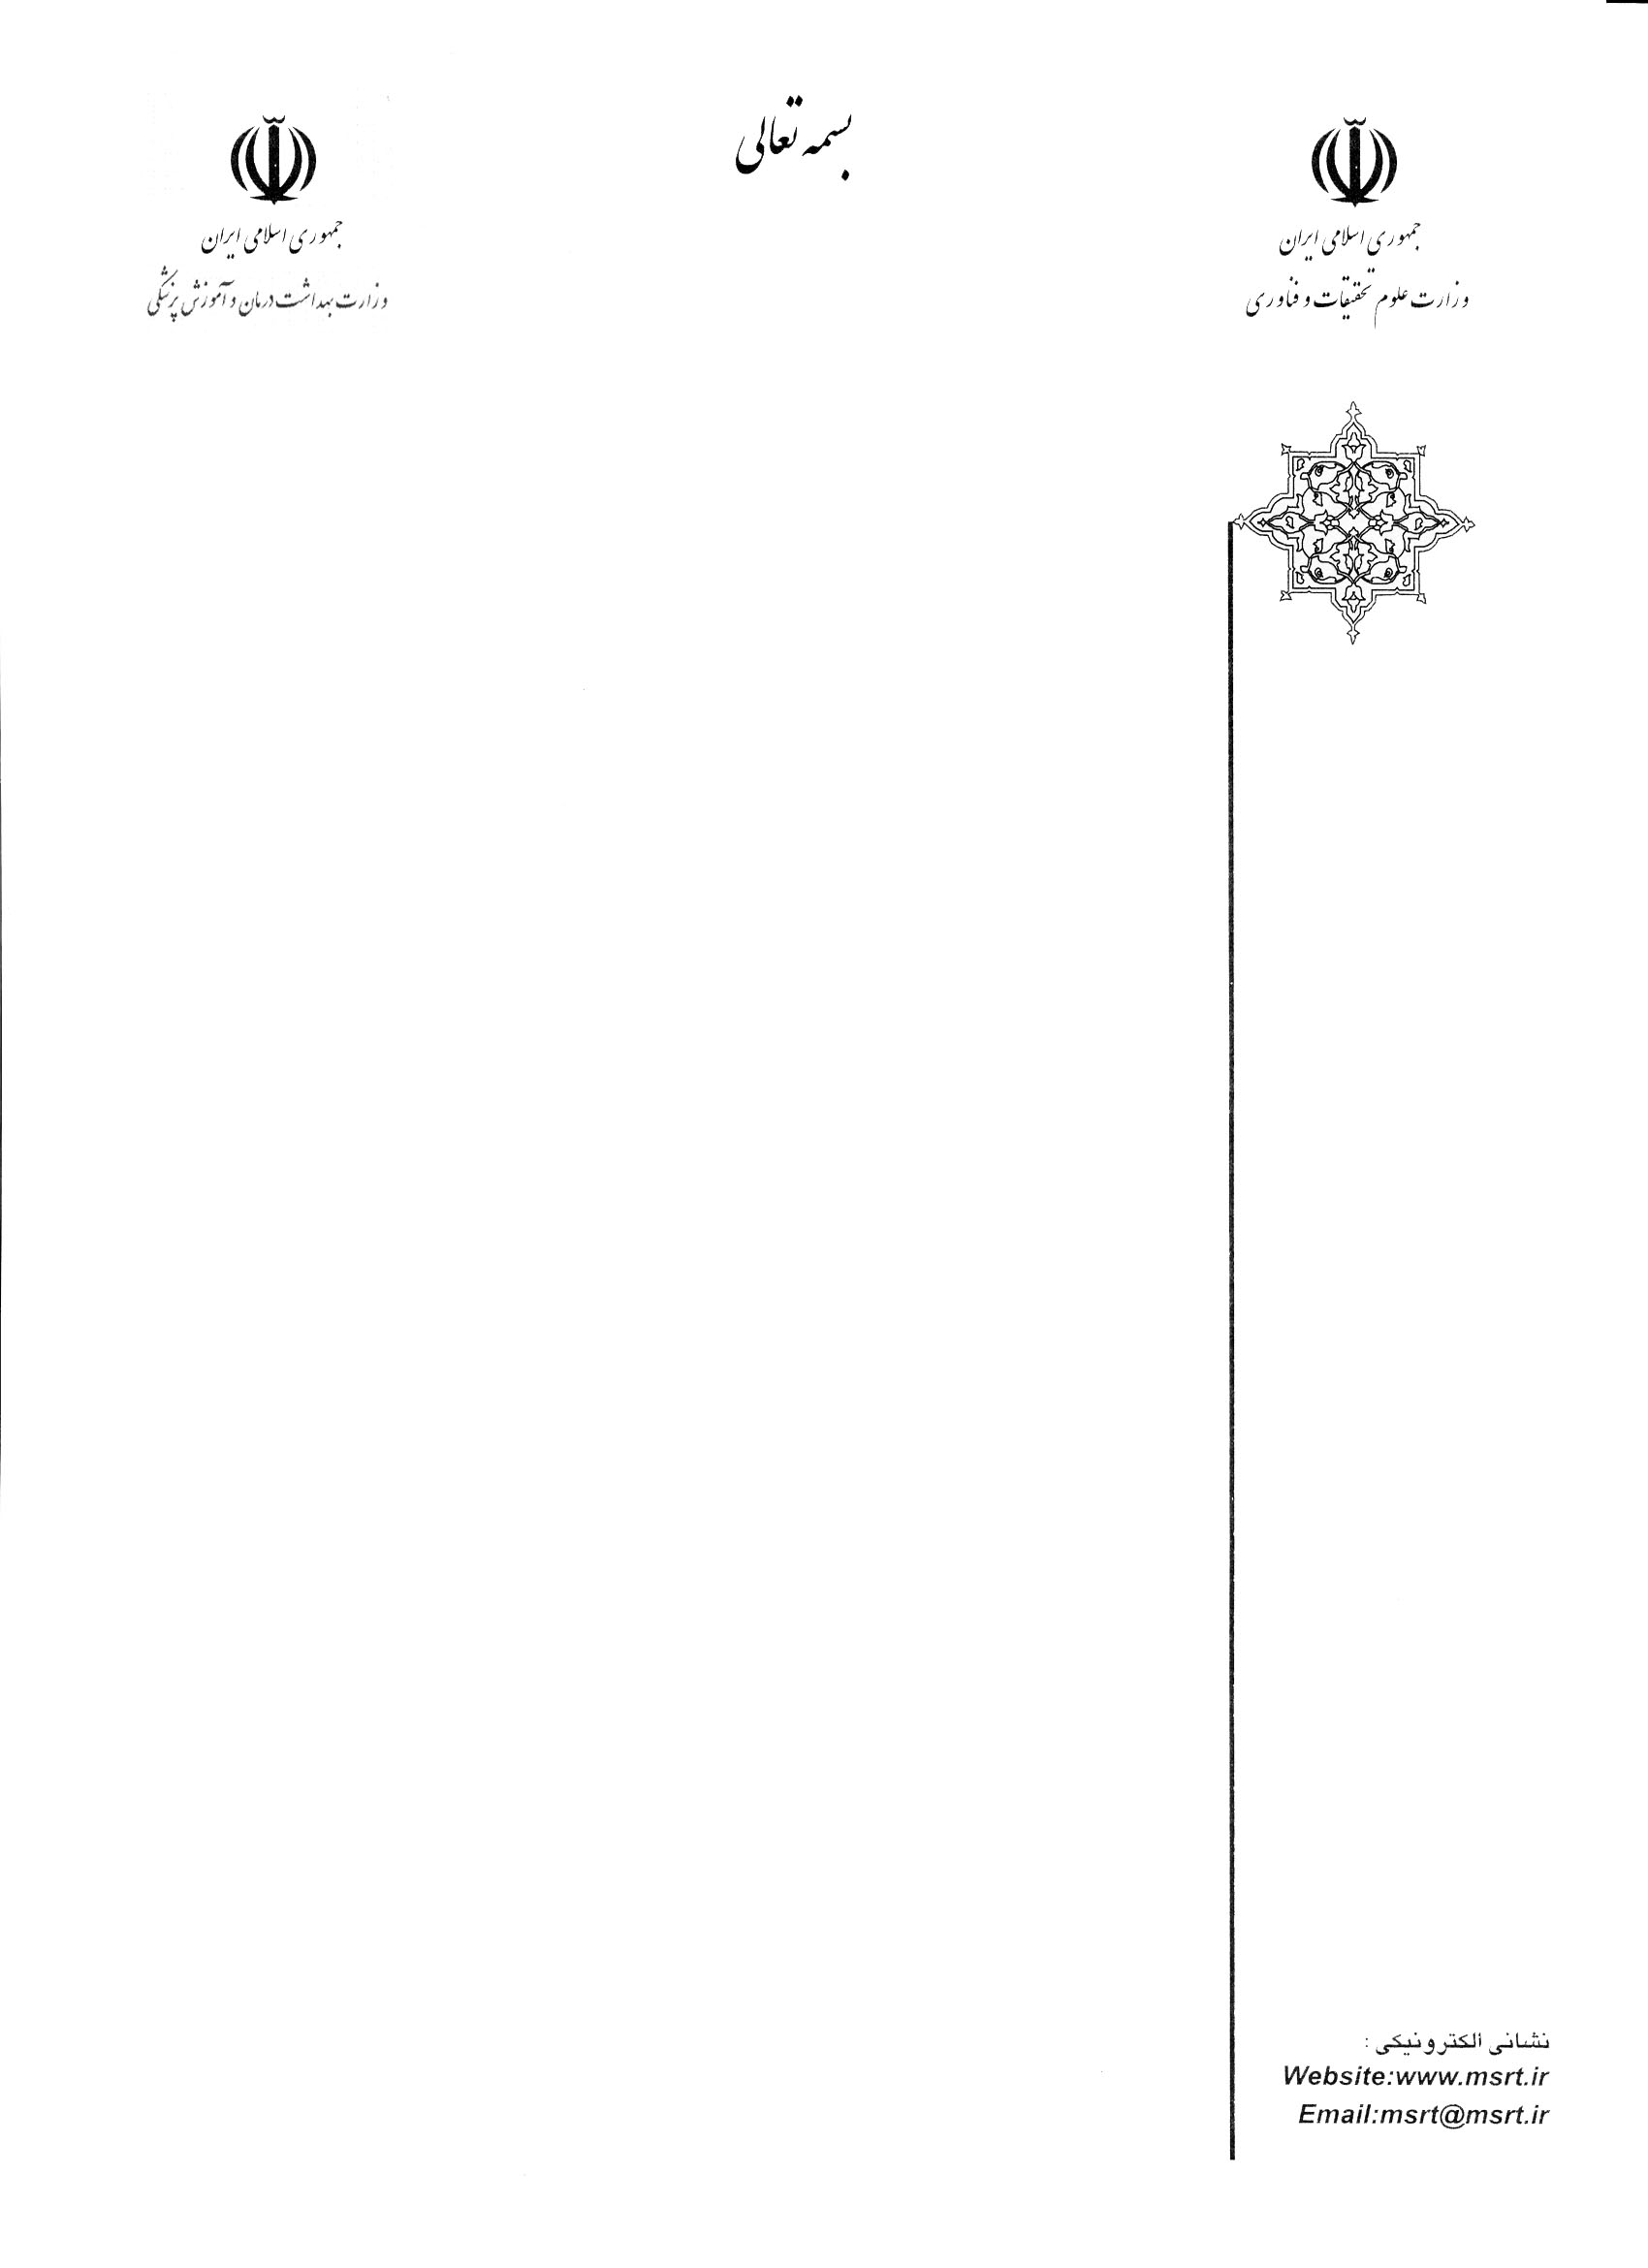 بسمه تعالی
جمهوری اسلامی ایران
وزارت علوم تحقیقات و فناوری
جمهوری اسلامی ایران
وزارت بهداشت درمان و آموزش پزشکی
نشانی الکترونیکی :
Website:www.msrt.ir
Email:msrt@msrt.ir